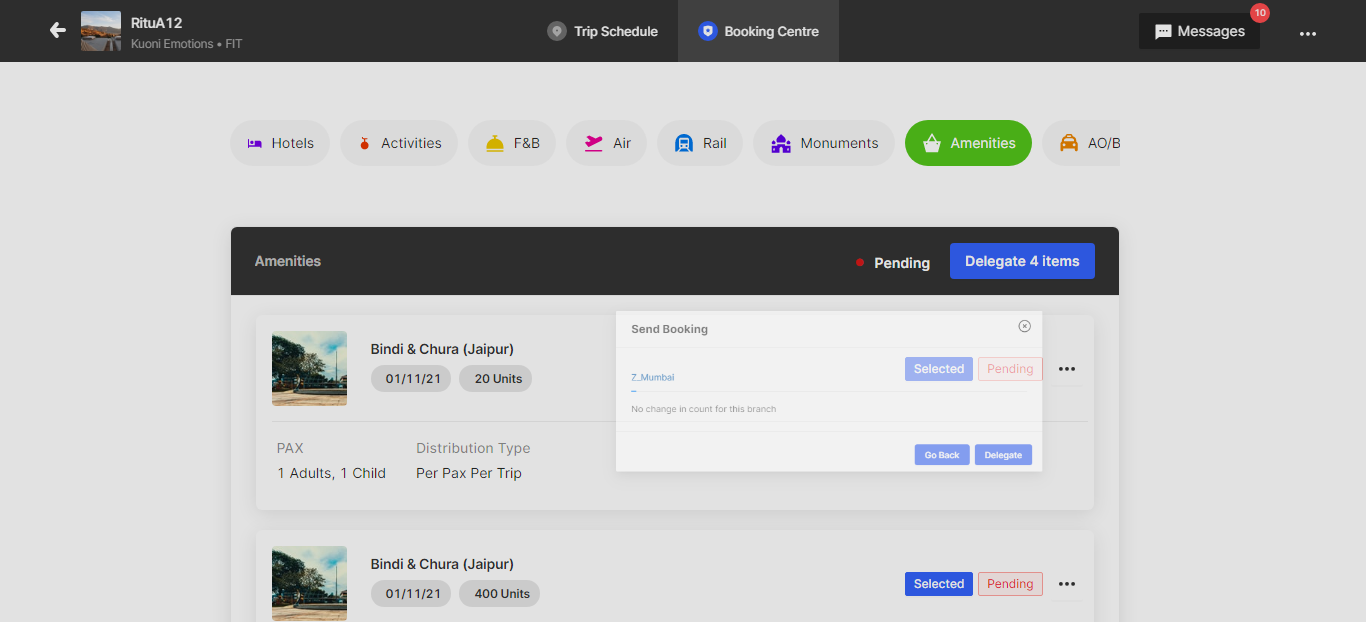 RituA12
Kuoni Emotions • FIT
Trip Schedule
Booking Centre
Messages
10
Hotels
Activities
F&B
Air
Rail
Monuments
Amenities
AO/B
Amenities
Pending
Delegate 4 items
Bindi & Chura (Jaipur)
01/11/21
20 Units
Selected
Pending
PAX
1 Adults, 1 Child
Distribution Type
Per Pax Per Trip
Send Booking
Z_Mumbai
–
No change in count for this branch
Go Back
Delegate
Bindi & Chura (Jaipur)
01/11/21
400 Units
Selected
Pending